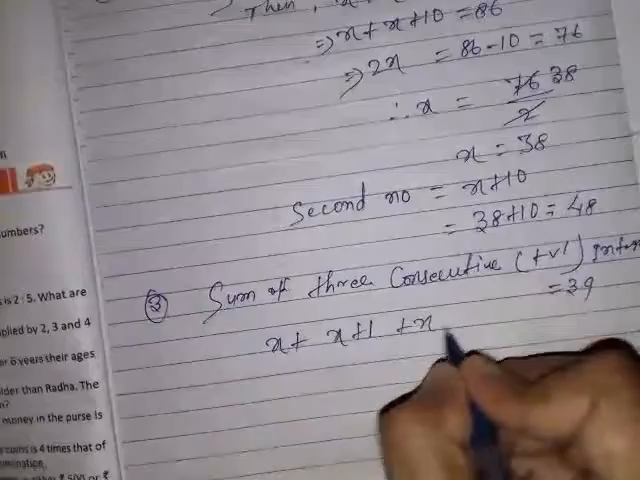 Then,
⇒ x + x + 10 = 86
⇒ 2x = 86 - 10 = 76
∴ x = 76/2 38
x = 38
Second no = x+10
= 38+10 = 48
③ Sum of three Consecutive (+ve)
= 39
x + x+1 + x
umbers?
is 2 : 5. What are
plied by 2, 3 and 4
6 years their ages
lder than Radha. The
money in the purse is
coins is 4 times that of
₹ 500 or ₹